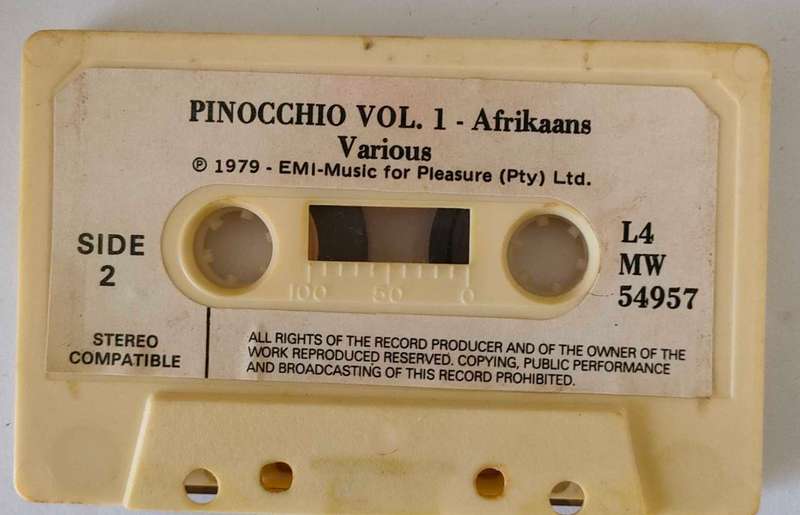 PINOCCHIO VOL. 1 - Afrikaans
Various
℗ 1979 - EMI-Music for Pleasure (Pty) Ltd.
SIDE
2
L4
MW
54957
100 50 0
STEREO
COMPATIBLE
ALL RIGHTS OF THE RECORD PRODUCER AND OF THE OWNER OF THE
WORK REPRODUCED RESERVED. COPYING, PUBLIC PERFORMANCE
AND BROADCASTING OF THIS RECORD PROHIBITED.